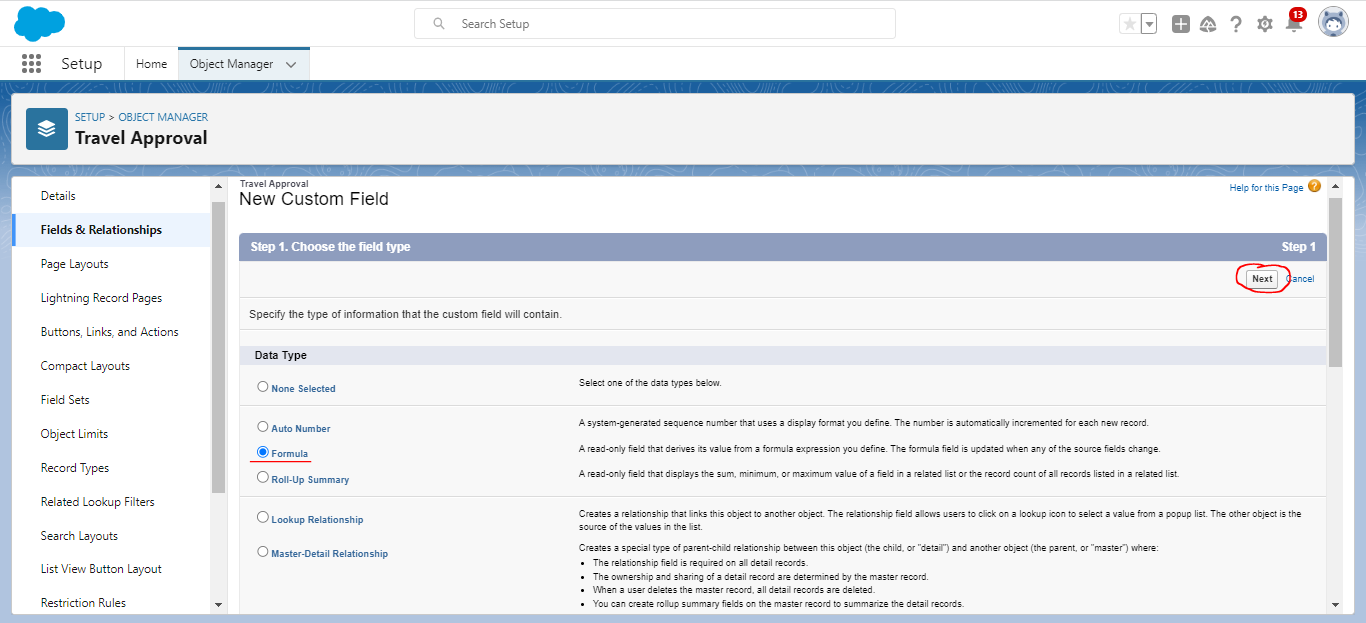 Search Setup
13
Setup
Home
Object Manager
SETUP > OBJECT MANAGER
Travel Approval
Details
Fields & Relationships
Page Layouts
Lightning Record Pages
Buttons, Links, and Actions
Compact Layouts
Field Sets
Object Limits
Record Types
Related Lookup Filters
Search Layouts
List View Button Layout
Restriction Rules
Travel Approval
New Custom Field
Help for this Page
Step 1. Choose the field type
Step 1
Next
Cancel
Specify the type of information that the custom field will contain.
Data Type
None Selected
Select one of the data types below.
Auto Number
A system-generated sequence number that uses a display format you define. The number is automatically incremented for each new record.
Formula
A read-only field that derives its value from a formula expression you define. The formula field is updated when any of the source fields change.
Roll-Up Summary
A read-only field that displays the sum, minimum, or maximum value of a field in a related list or the record count of all records listed in a related list.
Lookup Relationship
Creates a relationship that links this object to another object. The relationship field allows users to click on a lookup icon to select a value from a popup list. The other object is the
source of the values in the list.
Master-Detail Relationship
Creates a special type of parent-child relationship between this object (the child, or "detail") and another object (the parent, or "master") where:
• The relationship field is required on all detail records.
• The ownership and sharing of a detail record are determined by the master record.
• When a user deletes the master record, all detail records are deleted.
• You can create rollup summary fields on the master record to summarize the detail records.